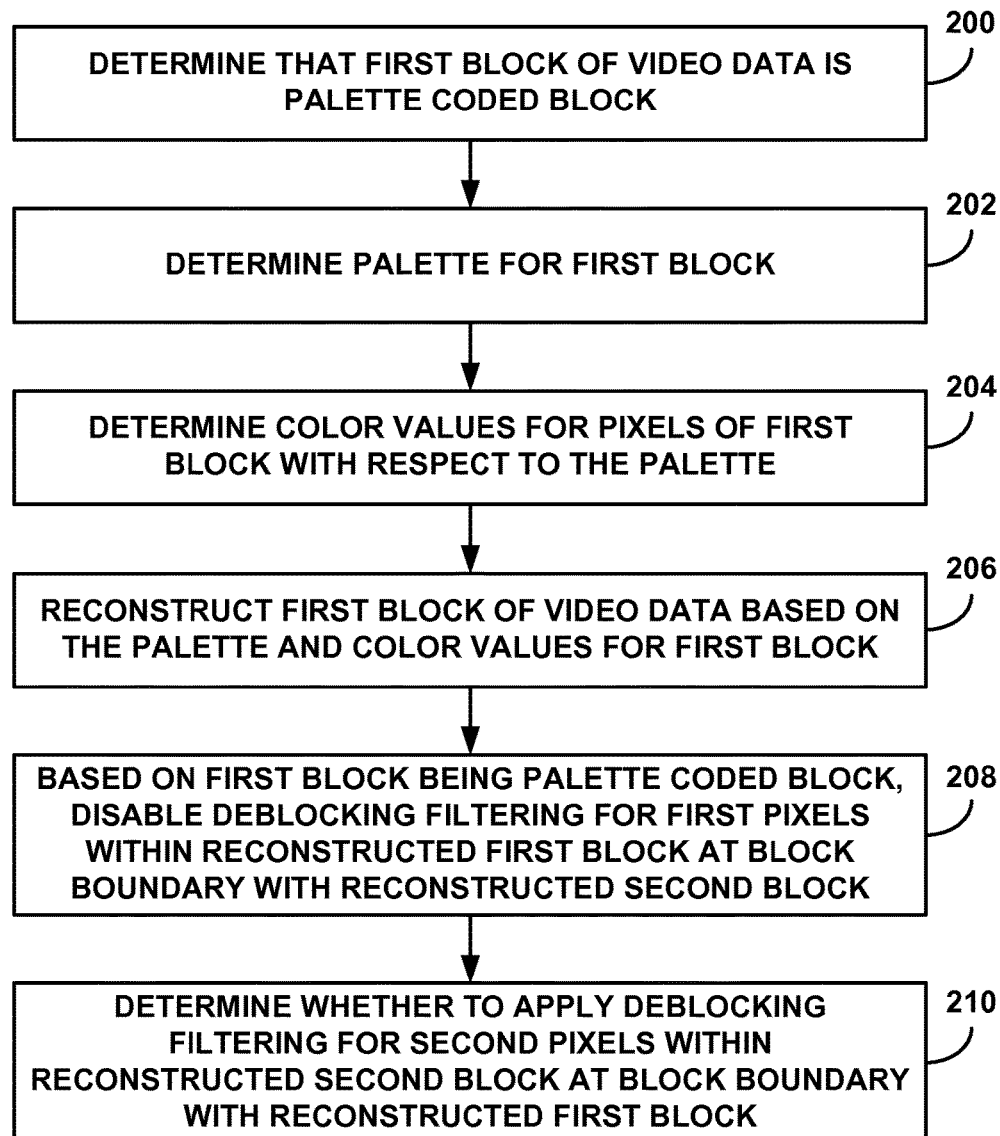 200
DETERMINE THAT FIRST BLOCK OF VIDEO DATA IS
PALETTE CODED BLOCK
202
DETERMINE PALETTE FOR FIRST BLOCK
204
DETERMINE COLOR VALUES FOR PIXELS OF FIRST
BLOCK WITH RESPECT TO THE PALETTE
206
RECONSTRUCT FIRST BLOCK OF VIDEO DATA BASED ON
THE PALETTE AND COLOR VALUES FOR FIRST BLOCK
208
BASED ON FIRST BLOCK BEING PALETTE CODED BLOCK,
DISABLE DEBLOCKING FILTERING FOR FIRST PIXELS
WITHIN RECONSTRUCTED FIRST BLOCK AT BLOCK
BOUNDARY WITH RECONSTRUCTED SECOND BLOCK
210
DETERMINE WHETHER TO APPLY DEBLOCKING
FILTERING FOR SECOND PIXELS WITHIN
RECONSTRUCTED SECOND BLOCK AT BLOCK BOUNDARY
WITH RECONSTRUCTED FIRST BLOCK